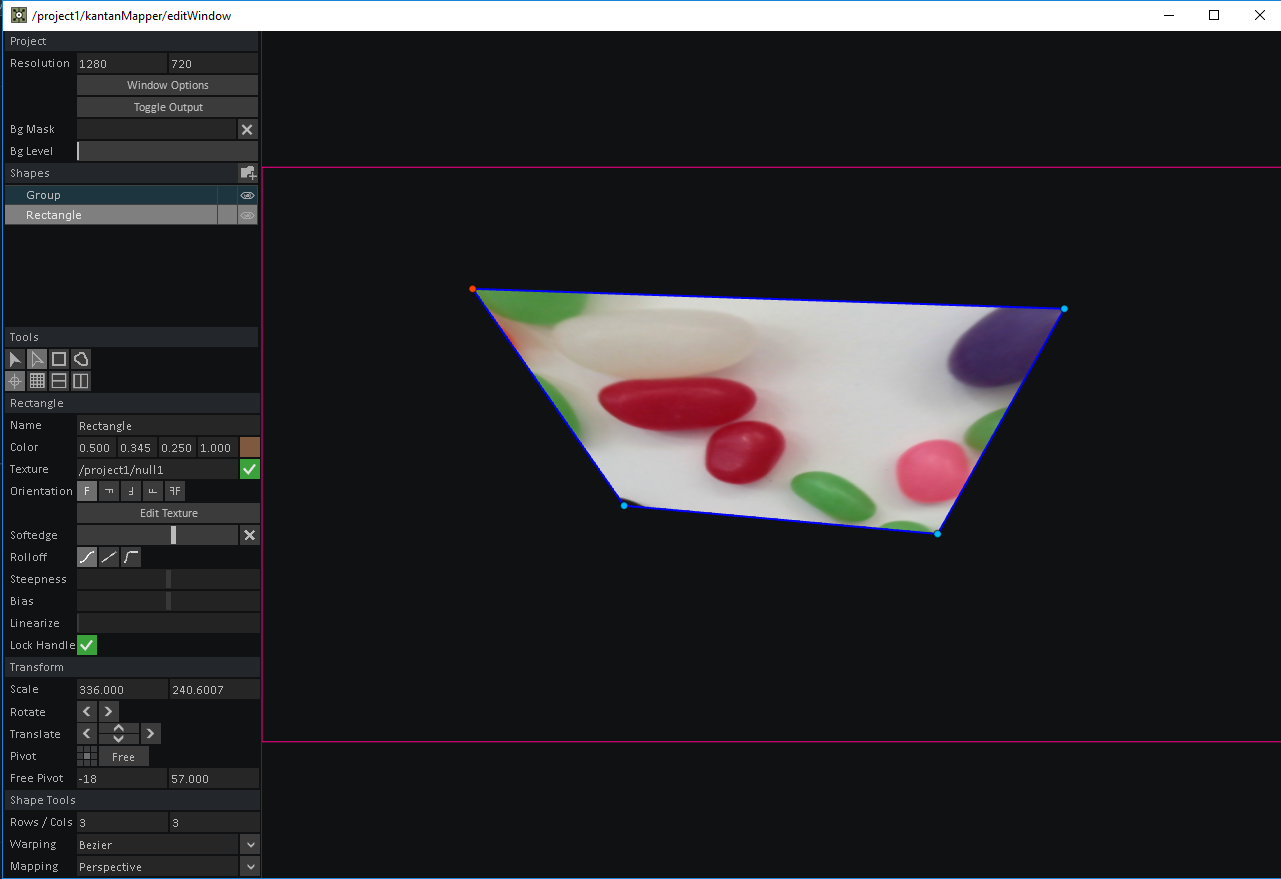 /project1/kantanMapper/editWindow
Project
Resolution 1280 720
Window Options
Toggle Output
Bg Mask
Bg Level
Shapes
Group
Rectangle
Tools
Rectangle
Name Rectangle
Color 0.500 0.345 0.250 1.000
Texture /project1/null1
Orientation F
Edit Texture
Softedge
Rolloff
Steepness
Bias
Linearize
Lock Handle
Transform
Scale 336.000 240.6007
Rotate
Translate
Pivot Free
Free Pivot -18 57.000
Shape Tools
Rows / Cols 3 3
Warping Bezier
Mapping Perspective